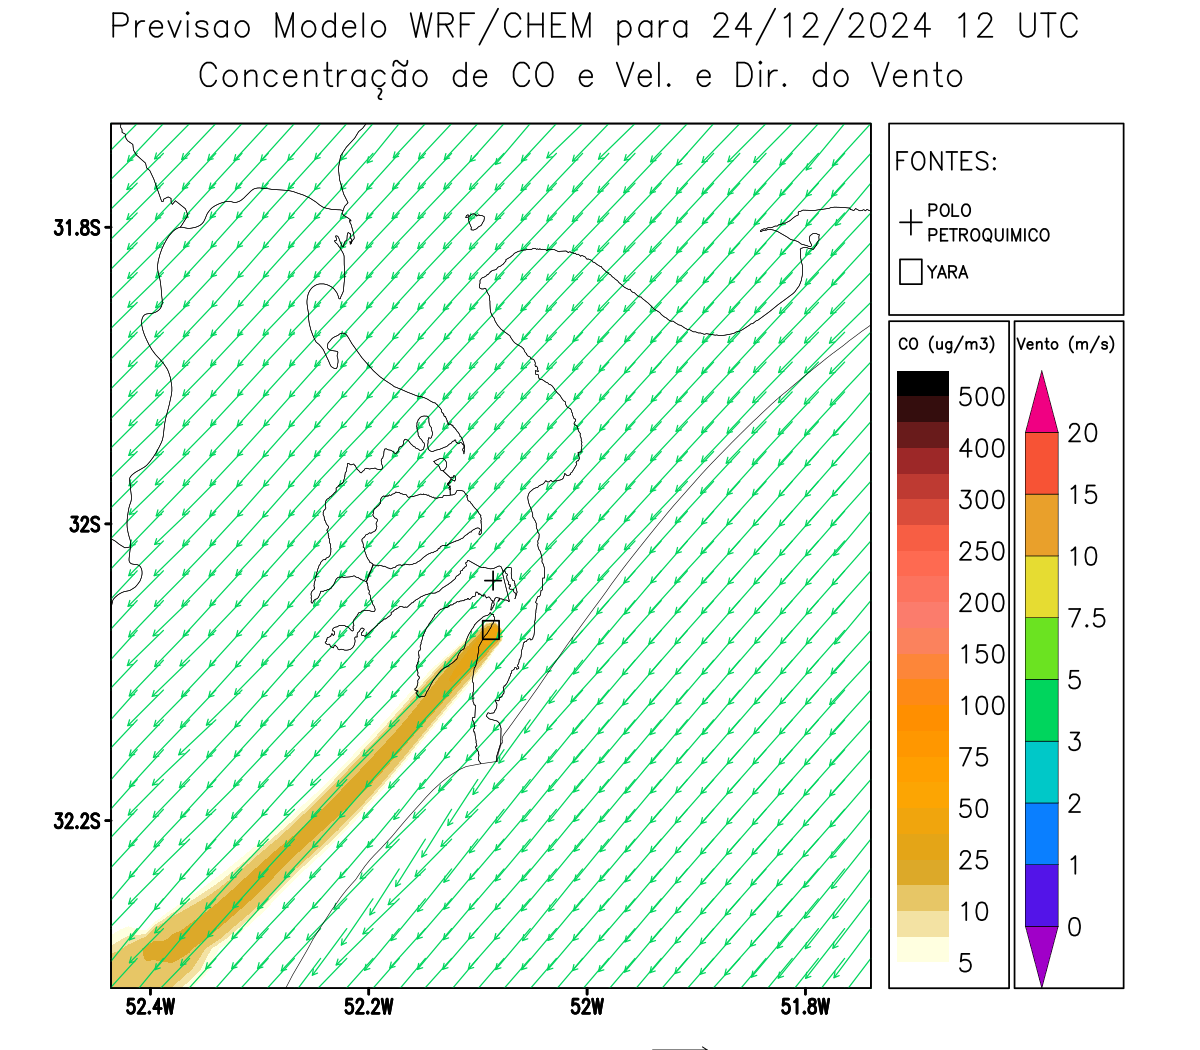 Previsao Modelo WRF/CHEM para 24/12/2024 12 UTC
Concentração de CO e Vel. e Dir. do Vento
FONTES:
POLO
PETROQUIMICO
YARA
CO (ug/m3)
500
400
300
250
200
150
100
75
50
25
10
5
Vento (m/s)
20
15
10
7.5
5
3
2
1
0
31.8S
32S
32.2S
52.4W
52.2W
52W
51.8W